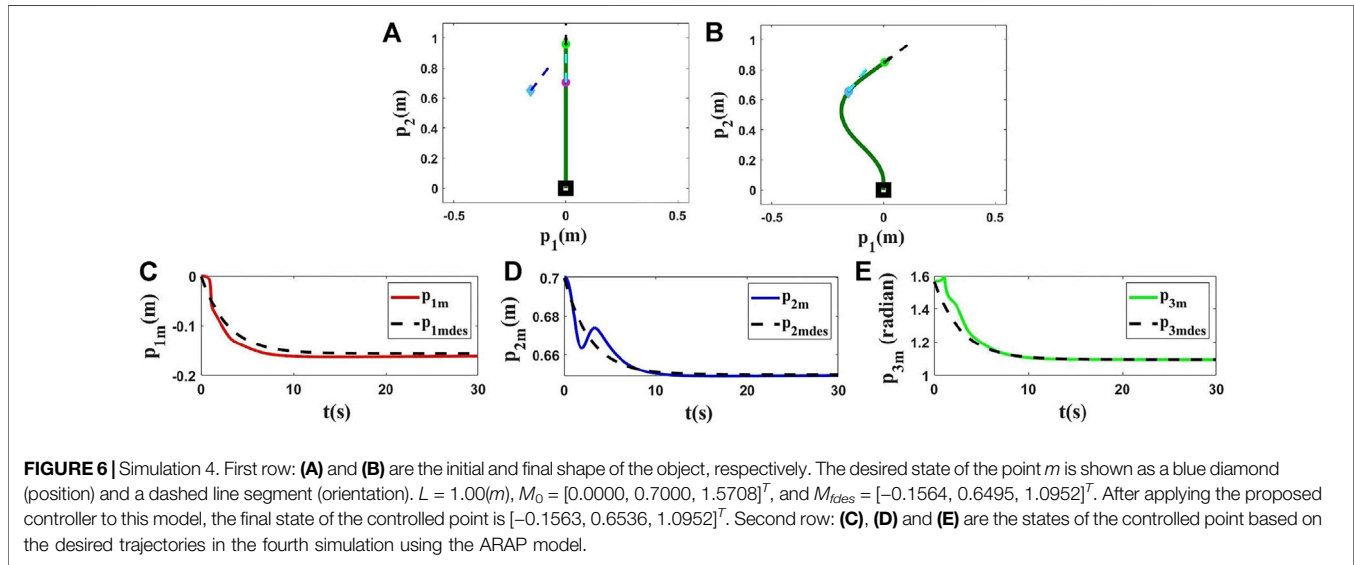 A
B
1
0.8
0.6
0.4
0.2
0
p2(m)
-0.5 0 0.5
p1(m)
1
0.8
0.6
0.4
0.2
0
p2(m)
-0.5 0 0.5
p1(m)
C
D
E
0
-0.1
-0.2
p1m(m)
p1m
p1mdes
0 10 20 30
t(s)
0.7
0.68
0.66
p2m(m)
p2m
p2mdes
0 10 20 30
t(s)
1.6
1.4
1.2
1
p3m (radian)
p3m
p3mdes
0 10 20 30
t(s)
FIGURE 6 | Simulation 4. First row: (A) and (B) are the initial and final shape of the object, respectively. The desired state of the point m is shown as a blue diamond
(position) and a dashed line segment (orientation). L = 1.00(m), M0 = [0.0000, 0.7000, 1.5708]^T, and Mfdes = [−0.1564, 0.6495, 1.0952]^T. After applying the proposed
controller to this model, the final state of the controlled point is [−0.1563, 0.6536, 1.0952]^T. Second row: (C), (D) and (E) are the states of the controlled point based on
the desired trajectories in the fourth simulation using the ARAP model.